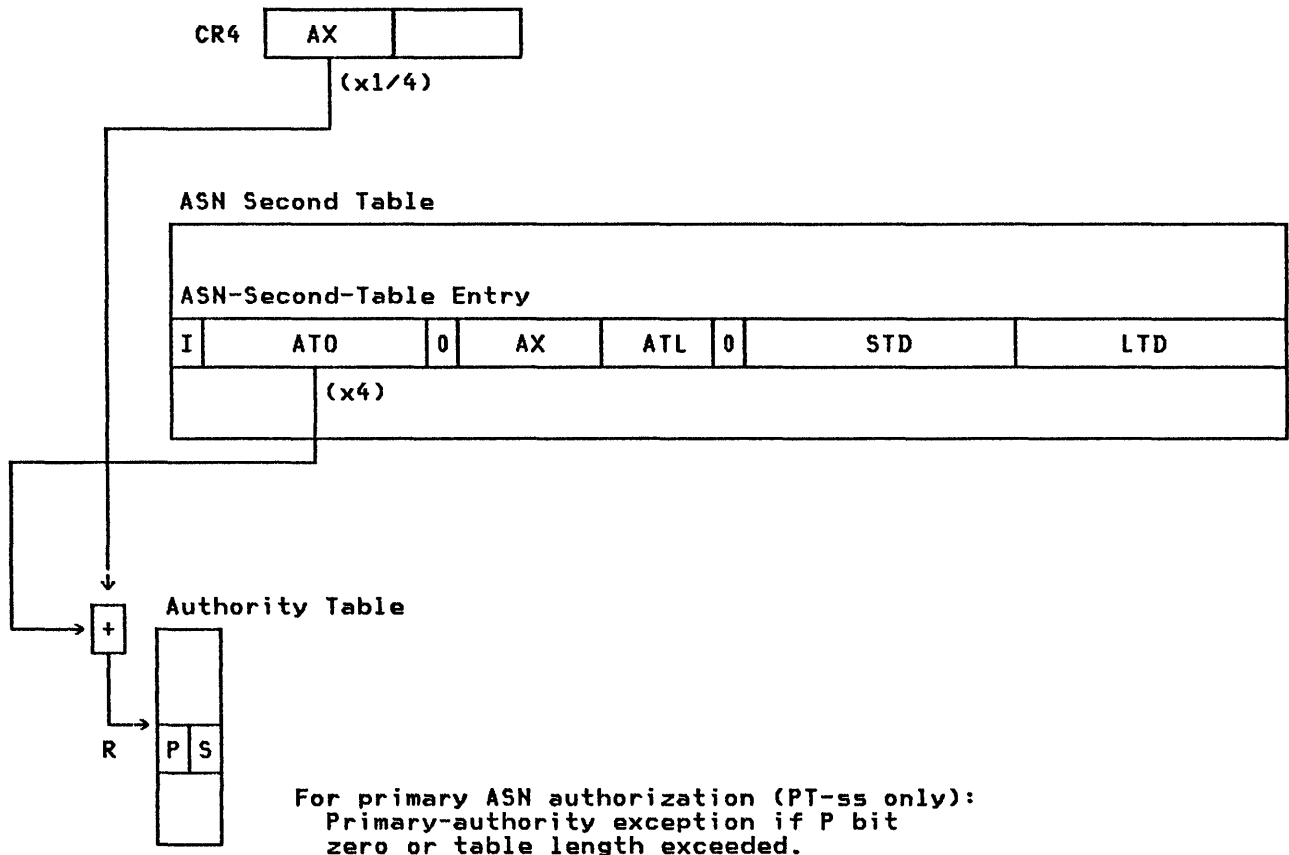 CR4 AX
(x1/4)
ASN Second Table
ASN-Second-Table Entry
I ATO 0 AX ATL 0 STD LTD
(x4)
+
Authority Table
R P S
For primary ASN authorization (PT-ss only):
Primary-authority exception if P bit
zero or table length exceeded.